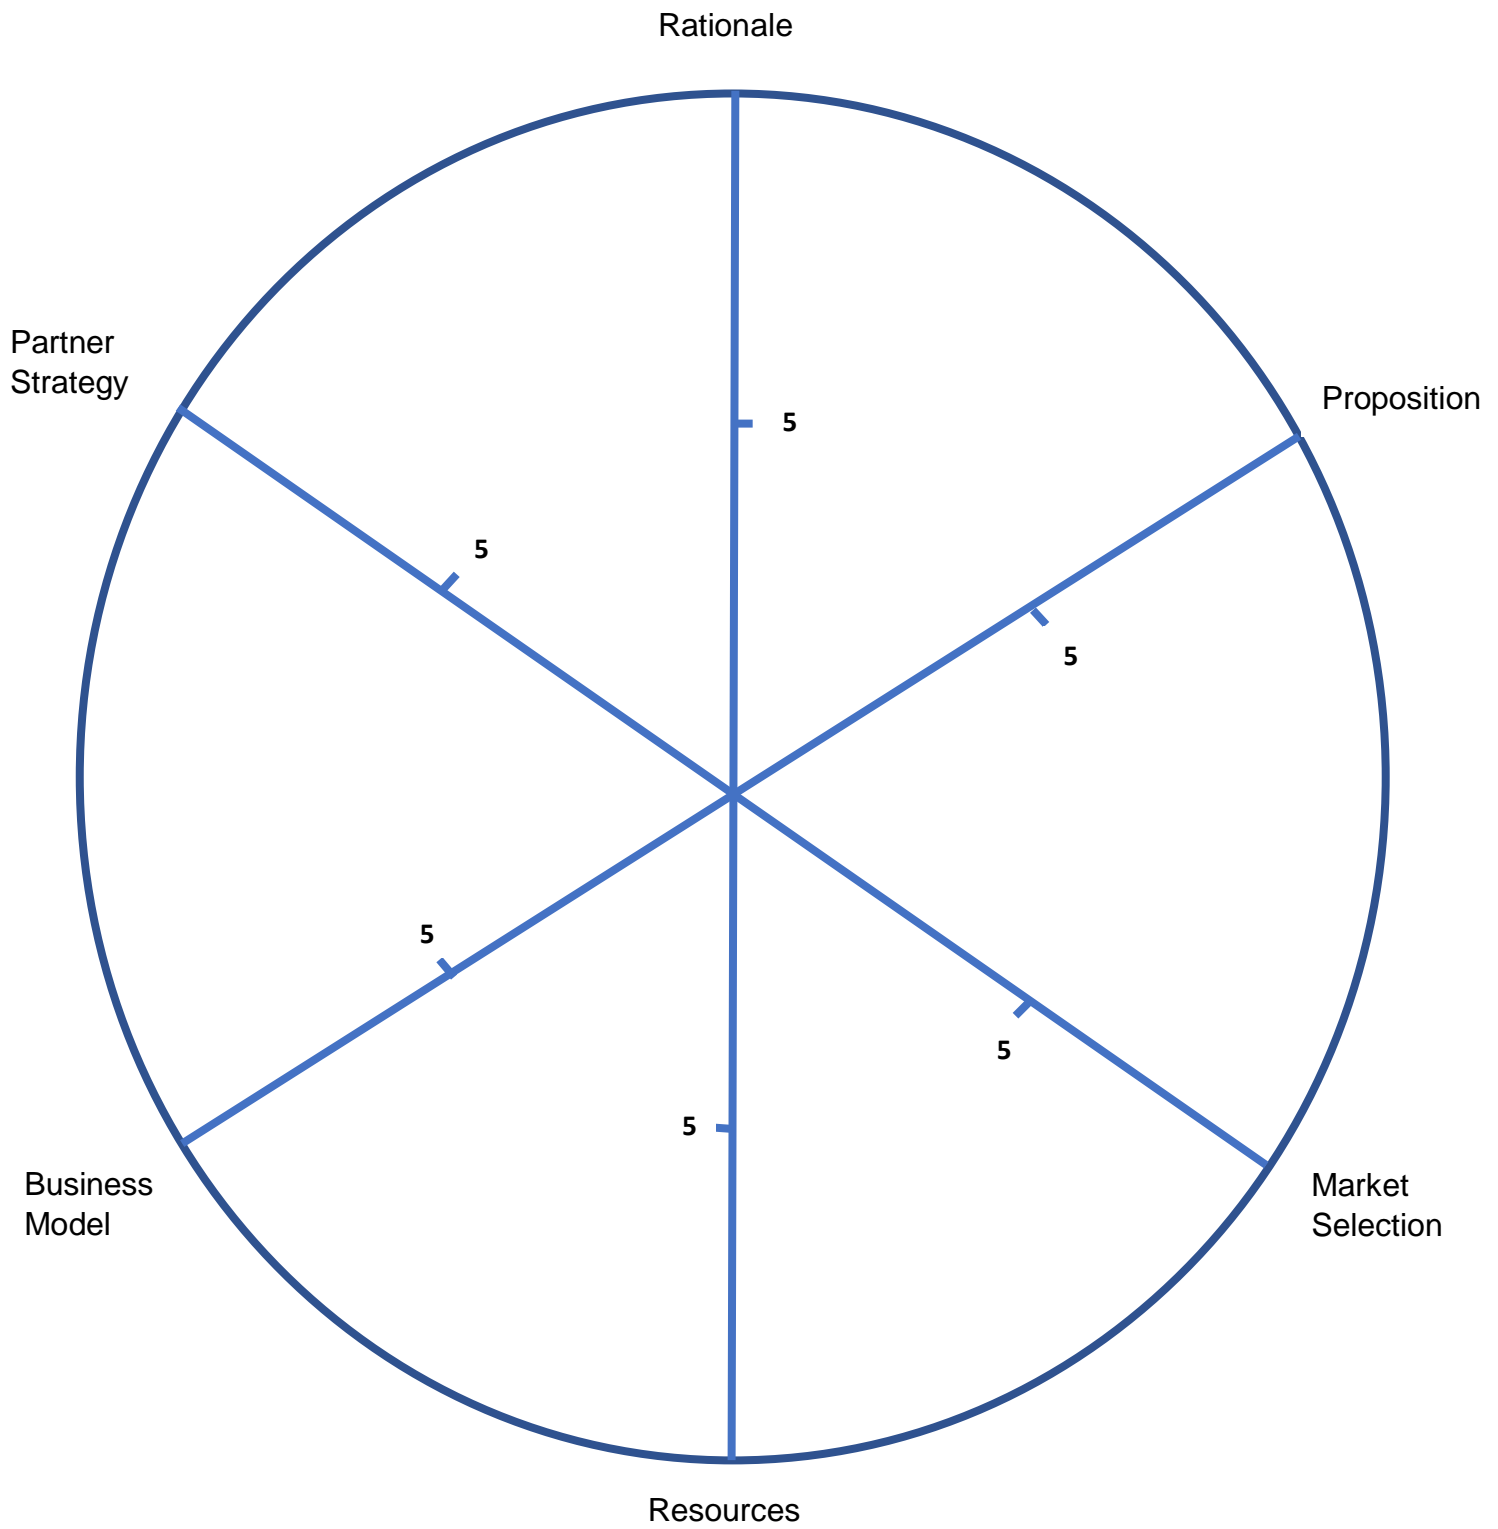 Rationale
Partner
Strategy
Proposition
5
5
5
5
5
5
Business
Model
Market
Selection
Resources